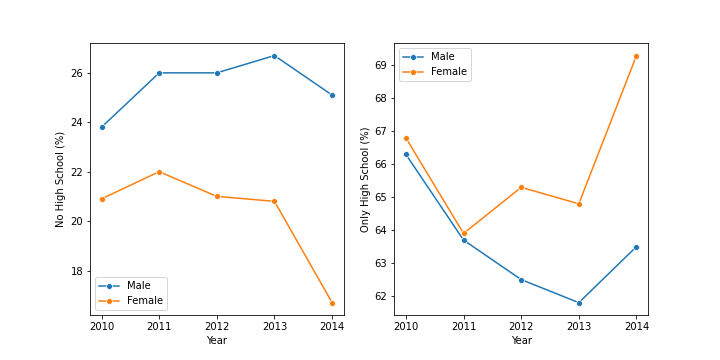 No High School (%)
26
24
22
20
18
Male
Female
2010 2011 2012 2013 2014
Year
Only High School (%)
69
68
67
66
65
64
63
62
Male
Female
2010 2011 2012 2013 2014
Year